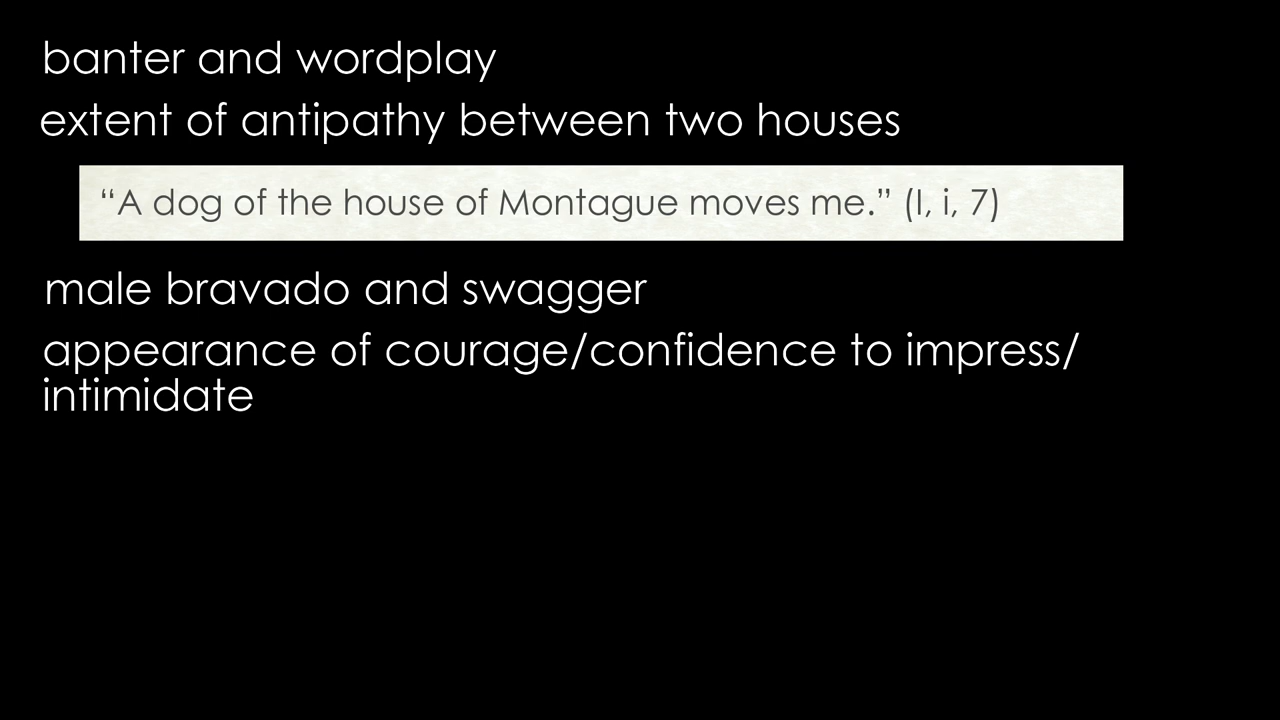 banter and wordplay
extent of antipathy between two houses
“A dog of the house of Montague moves me.” (I, i, 7)
male bravado and swagger
appearance of courage/confidence to impress/
intimidate